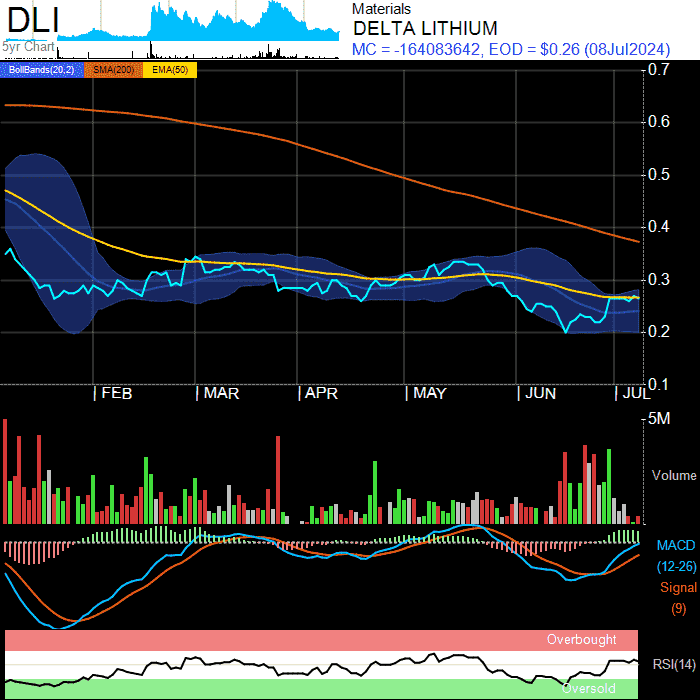 DLI
5yr Chart
Materials
DELTA LITHIUM
MC = -164083642, EOD = $0.26 (08Jul2024)
BollBands(20,2) SMA(200) EMA(50)
0.7
0.6
0.5
0.4
0.3
0.2
0.1
| FEB | MAR | APR | MAY | JUN | JUL
5M
Volume
MACD
(12-26)
Signal
(9)
Overbought
RSI(14)
Oversold